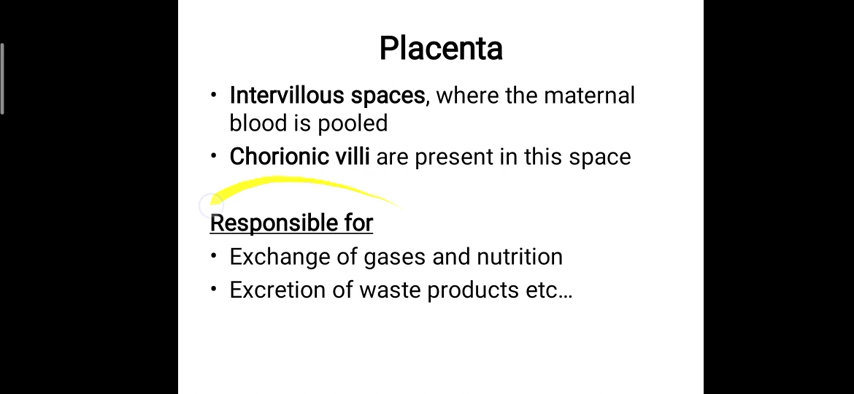 Placenta
• Intervillous spaces, where the maternal
blood is pooled
• Chorionic villi are present in this space
Responsible for
• Exchange of gases and nutrition
• Excretion of waste products etc...